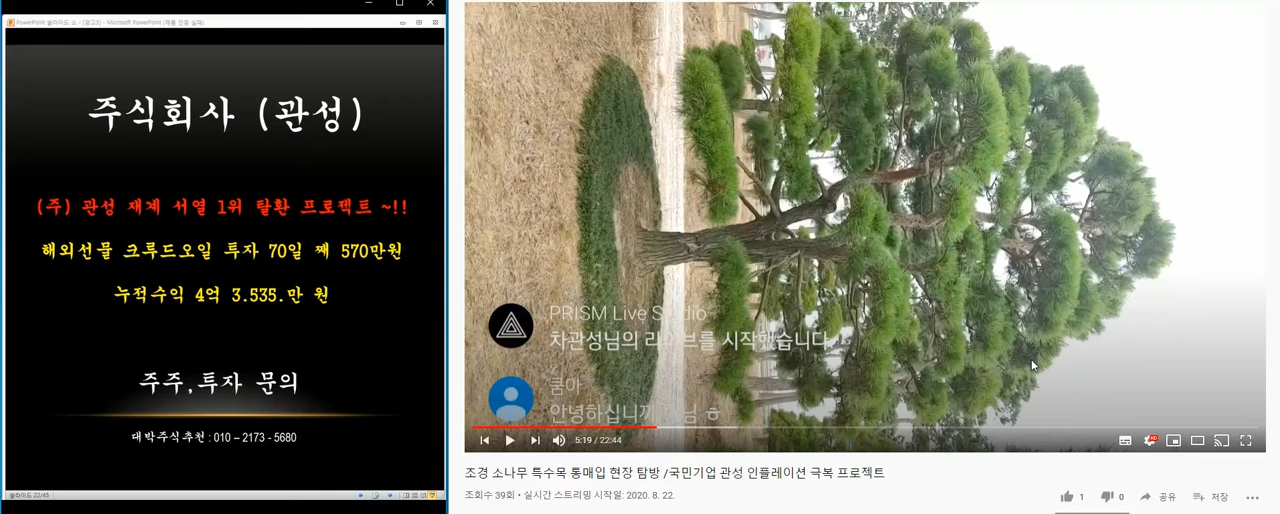 PowerPoint 슬라이드 쇼 - [광고3] - Microsoft PowerPoint (제품 인증 실패)
주식회사 (관성)
(주) 관성 재계 서열 1위 탈환 프로젝트 ~!!
해외선물 크루드오일 투자 70일 째 570만원
누적수익 4억 3.535.만 원
주주,투자 문의
대박주식추천 : 010 – 2173 - 5680
슬라이드 22/45
PRISM Live Studio
차관성님의 라이브를 시작했습니다
쿰아
안녕하십니까 님 ㅎ
5:19 / 22:44
HD
조경 소나무 특수목 통매입 현장 탐방 /국민기업 관성 인플레이션 극복 프로젝트
조회수 39회 • 실시간 스트리밍 시작일: 2020. 8. 22.
1
0
공유
저장